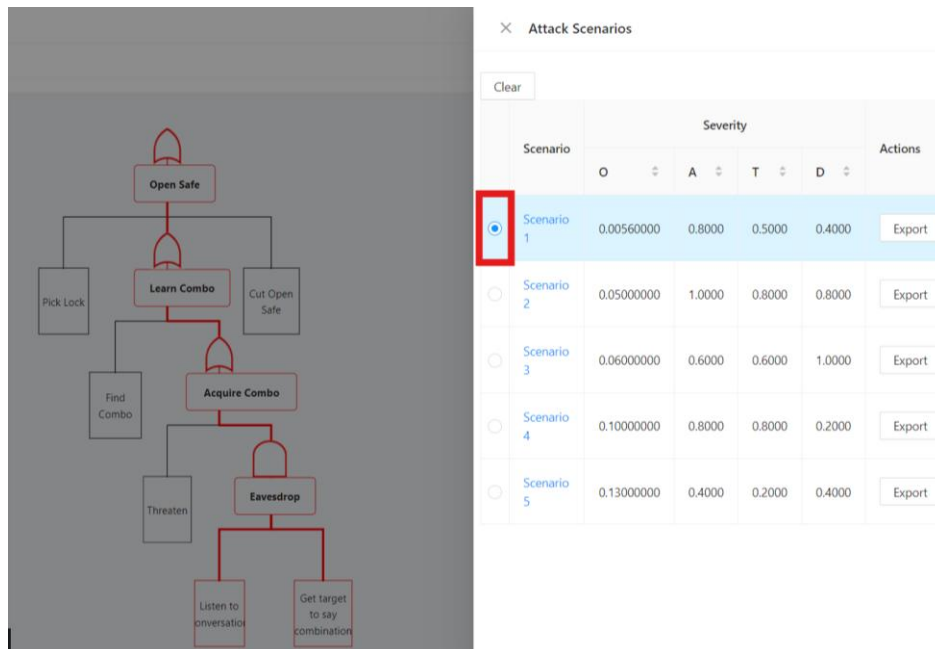 Attack Scenarios
Clear
Scenario
Severity
Actions
O
A
T
D
Scenario
1
0.00560000
0.8000
0.5000
0.4000
Export
Scenario
2
0.05000000
1.0000
0.8000
0.8000
Export
Scenario
3
0.06000000
0.6000
0.6000
1.0000
Export
Scenario
4
0.10000000
0.8000
0.8000
0.2000
Export
Scenario
5
0.13000000
0.4000
0.2000
0.4000
Export
Open Safe
Pick Lock
Learn Combo
Cut Open
Safe
Find
Combo
Acquire Combo
Threaten
Eavesdrop
Listen to
onversation
Get target
to say
combination